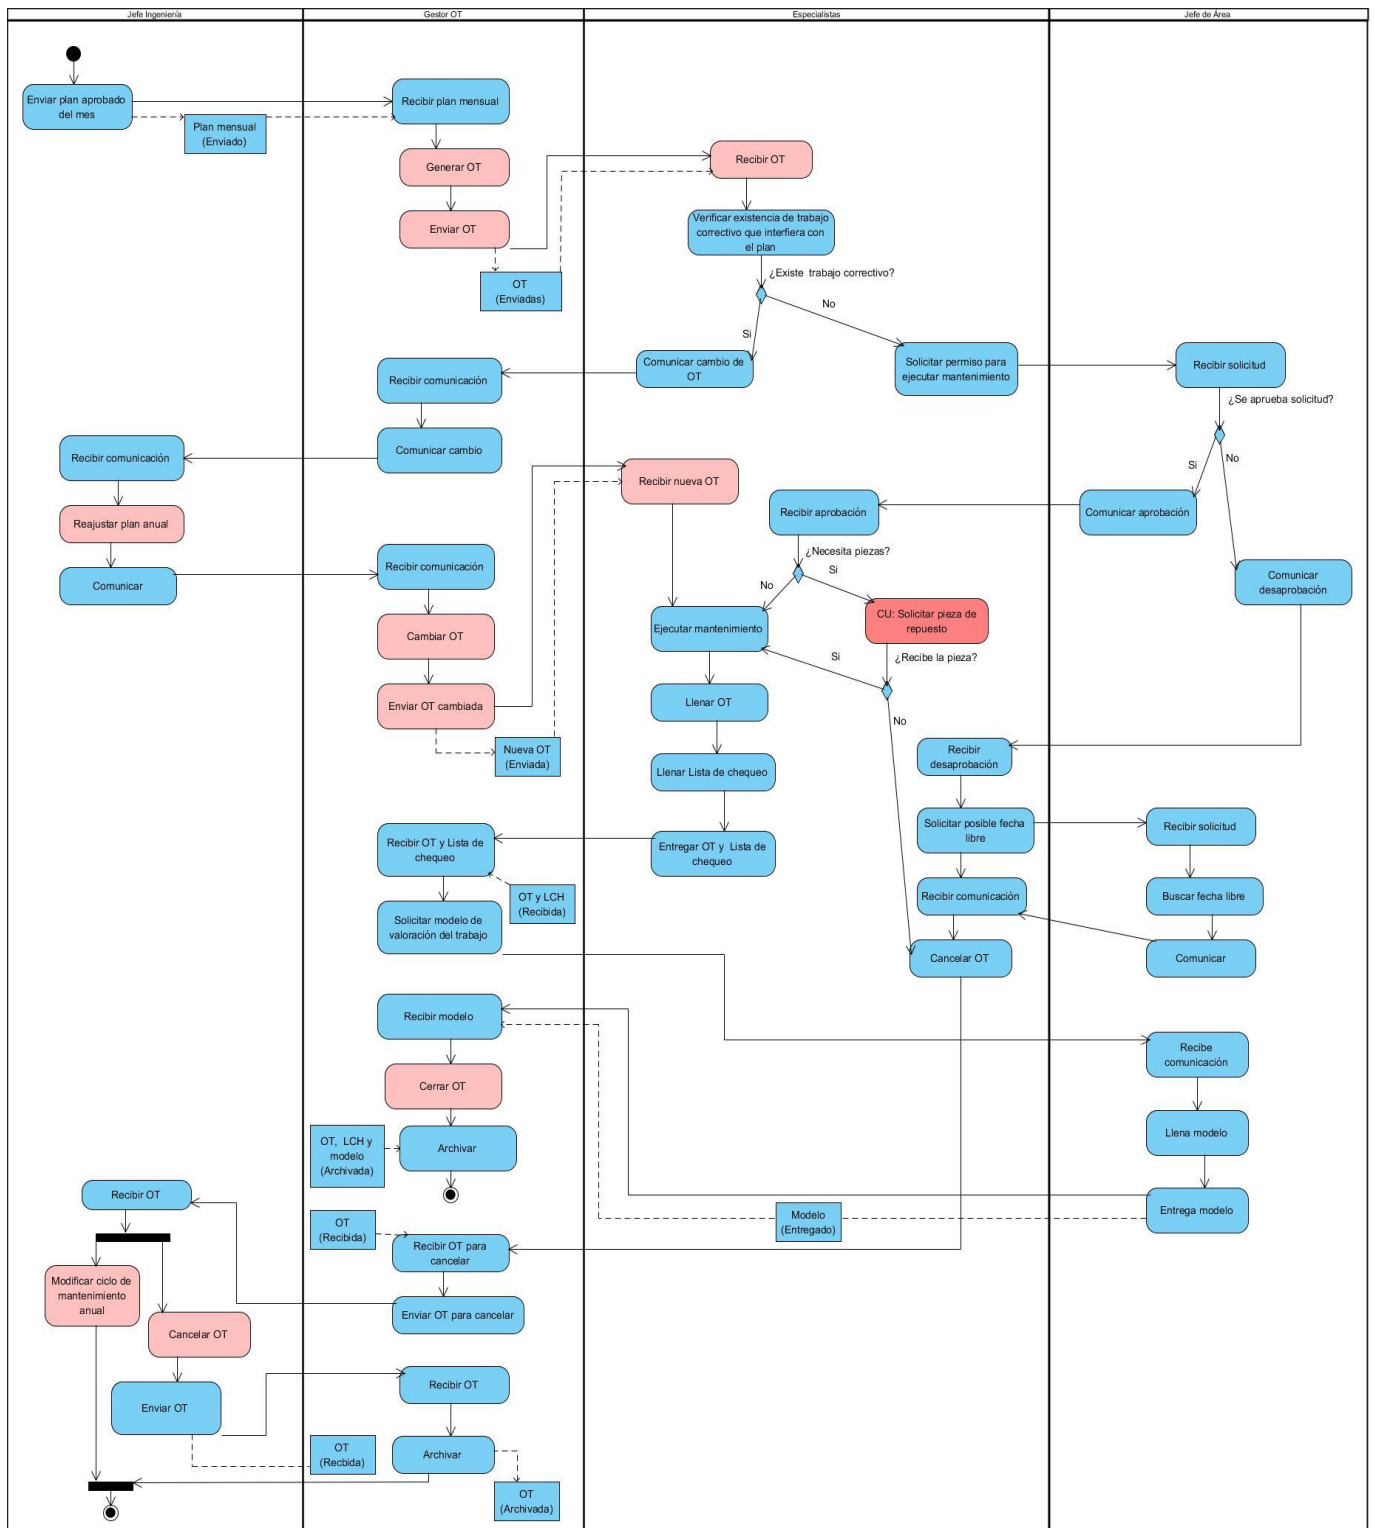 Jefe Ingeniería
Gestor OT
Especialistas
Jefe de Área
Enviar plan aprobado
del mes
Plan mensual
(Enviado)
Recibir plan mensual
Generar OT
Enviar OT
OT
(Enviadas)
Recibir OT
Verificar existencia de trabajo
correctivo que interfiera con
el plan
¿Existe trabajo correctivo?
No
Si
Comunicar cambio de
OT
Solicitar permiso para
ejecutar mantenimiento
Recibir solicitud
¿Se aprueba solicitud?
Si
No
Recibir comunicación
Comunicar cambio
Recibir comunicación
Reajustar plan anual
Comunicar
Recibir nueva OT
Recibir aprobación
Comunicar aprobación
¿Necesita piezas?
Si
No
Comunicar
desaprobación
Recibir comunicación
Cambiar OT
Enviar OT cambiada
Nueva OT
(Enviada)
Ejecutar mantenimiento
CU: Solicitar pieza de
repuesto
¿Recibe la pieza?
Si
No
Llenar OT
Llenar Lista de chequeo
Entregar OT y Lista de
chequeo
Recibir
desaprobación
Solicitar posible fecha
libre
Recibir comunicación
Cancelar OT
Recibir solicitud
Buscar fecha libre
Comunicar
Recibir OT y Lista de
chequeo
OT y LCH
(Recibida)
Solicitar modelo de
valoración del trabajo
Recibir modelo
Cerrar OT
OT, LCH y
modelo
(Archivada)
Archivar
Recibe
comunicación
Llena modelo
Entrega modelo
Modelo
(Entregado)
Recibir OT
OT
(Recibida)
Recibir OT para
cancelar
Enviar OT para cancelar
Modificar ciclo de
mantenimiento
anual
Cancelar OT
Enviar OT
Recibir OT
OT
(Recbida)
Archivar
OT
(Archivada)